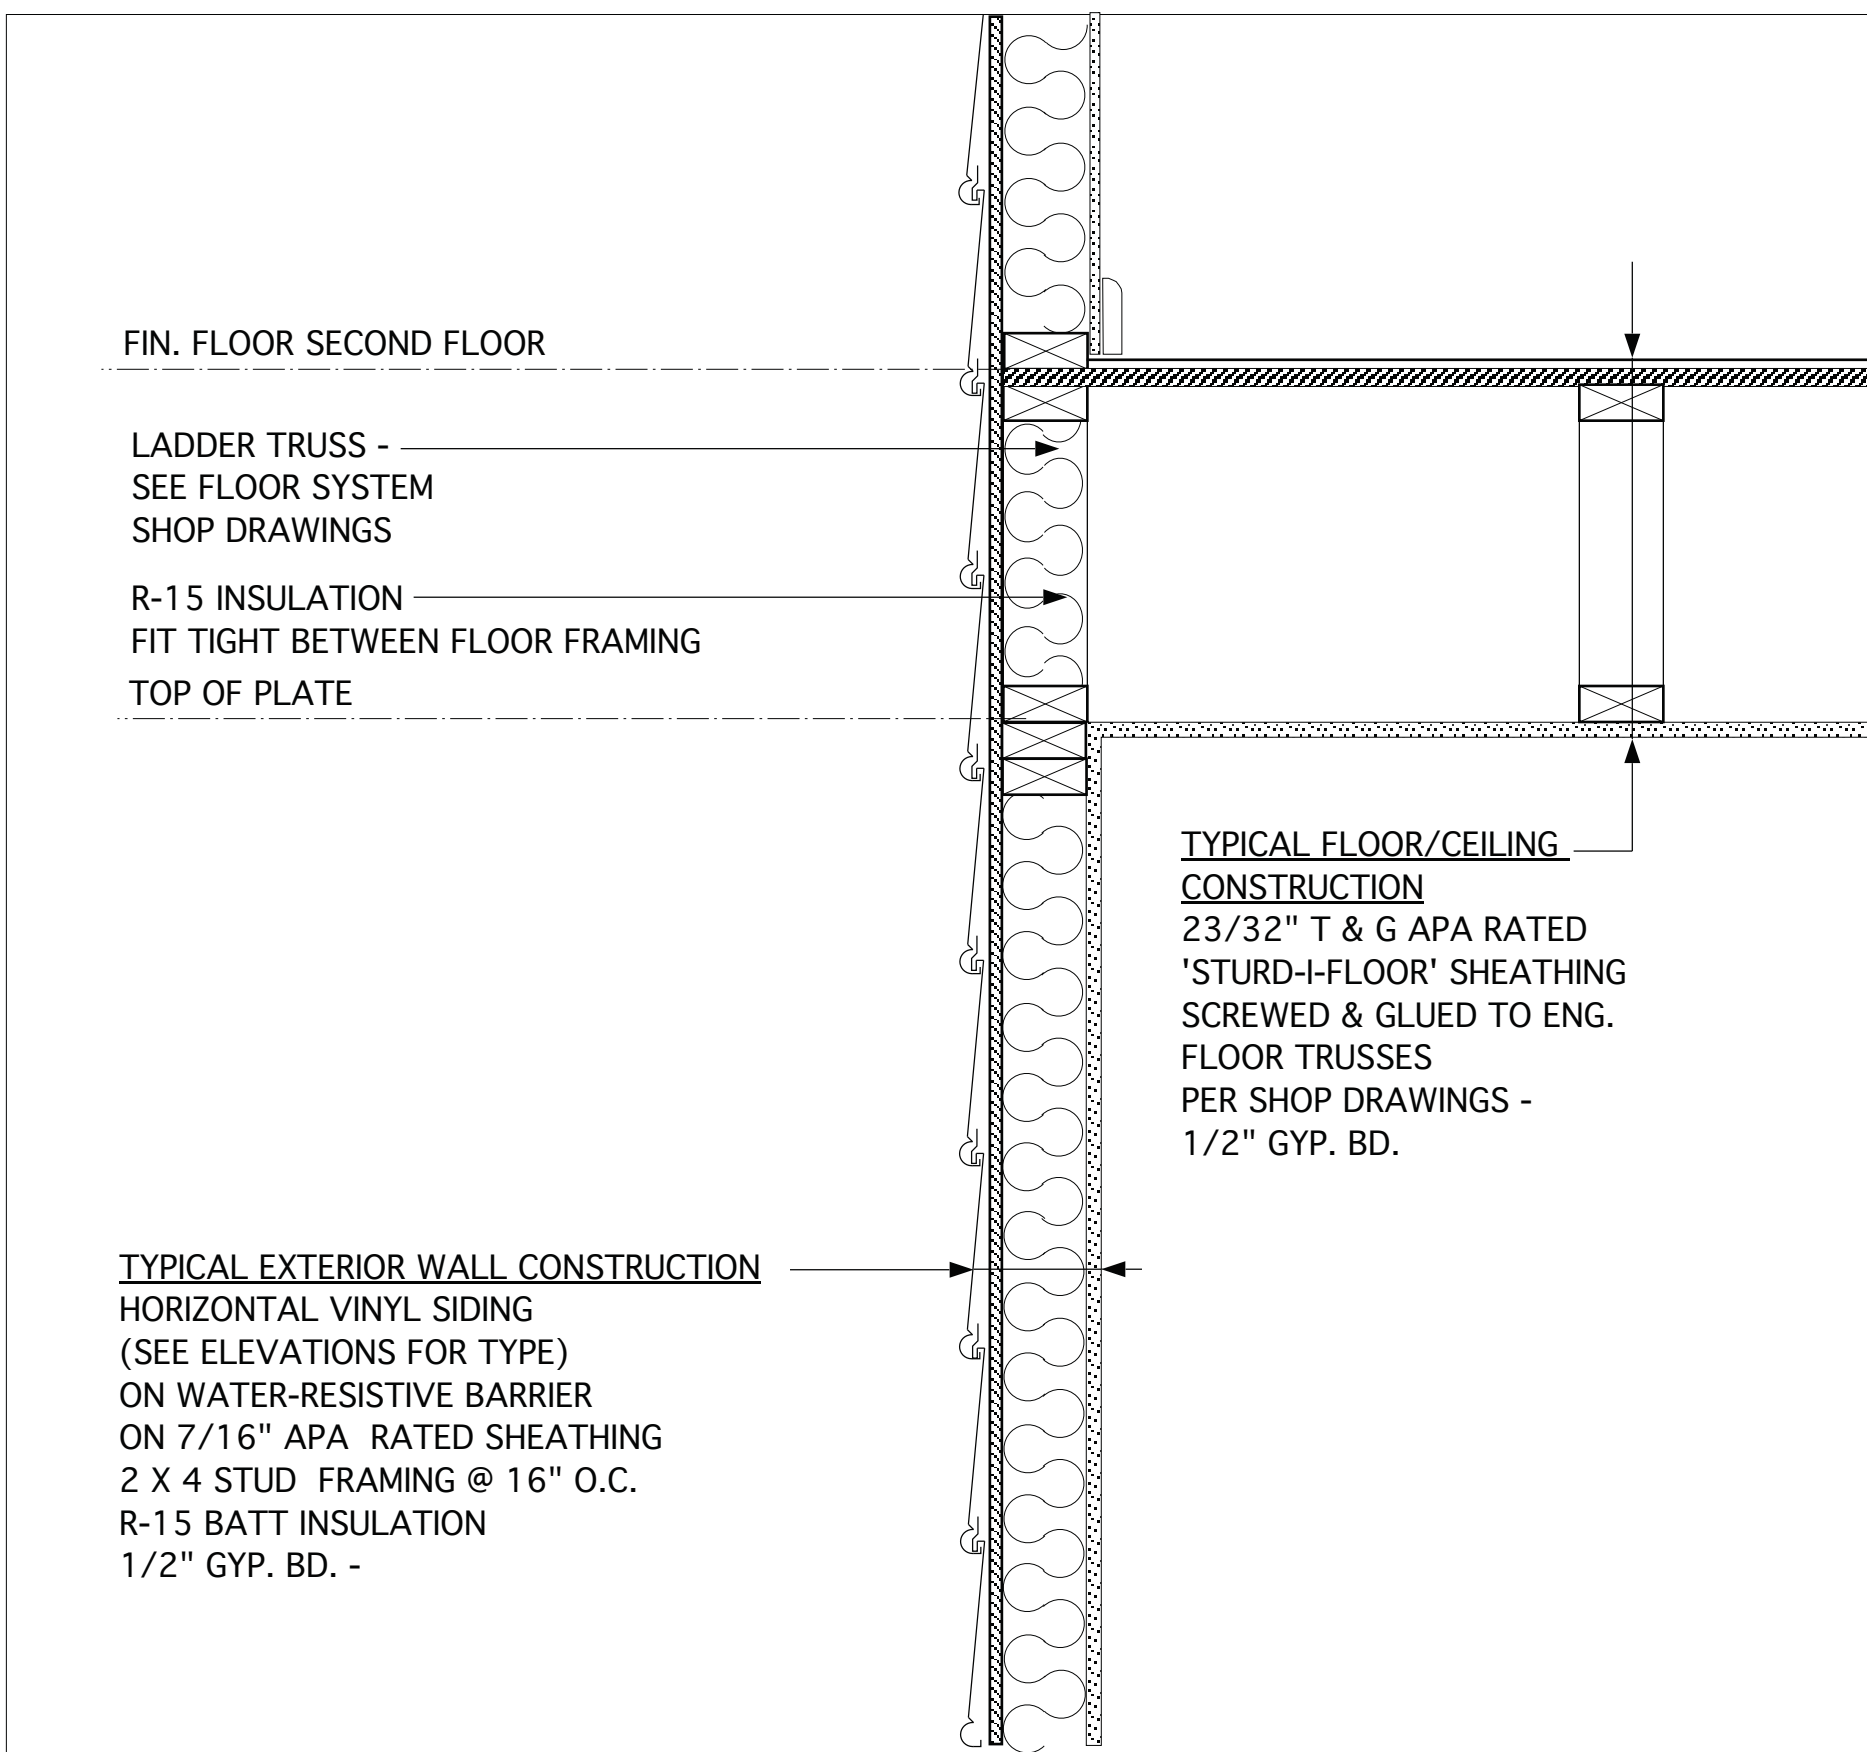 FIN. FLOOR SECOND FLOOR
LADDER TRUSS -
SEE FLOOR SYSTEM
SHOP DRAWINGS
R-15 INSULATION
FIT TIGHT BETWEEN FLOOR FRAMING
TOP OF PLATE
TYPICAL FLOOR/CEILING
CONSTRUCTION
23/32" T & G APA RATED
'STURD-I-FLOOR' SHEATHING
SCREWED & GLUED TO ENG.
FLOOR TRUSSES
PER SHOP DRAWINGS -
1/2" GYP. BD.
TYPICAL EXTERIOR WALL CONSTRUCTION
HORIZONTAL VINYL SIDING
(SEE ELEVATIONS FOR TYPE)
ON WATER-RESISTIVE BARRIER
ON 7/16" APA  RATED SHEATHING
2 X 4 STUD  FRAMING @ 16" O.C.
R-15 BATT INSULATION
1/2" GYP. BD. -